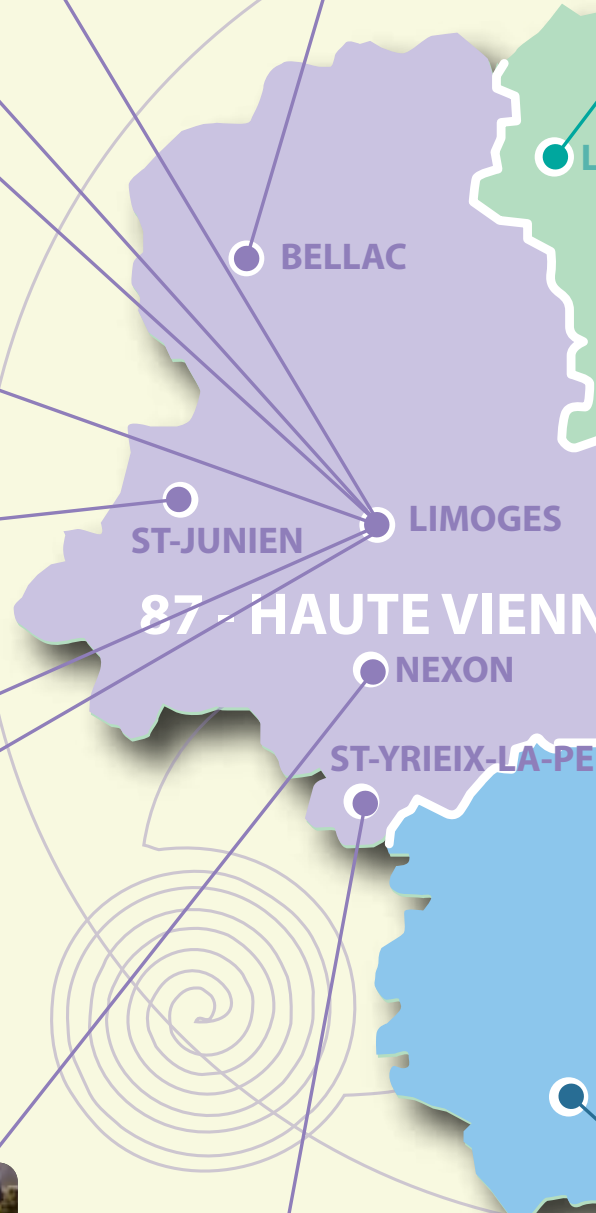 BELLAC
LIMOGES
ST-JUNIEN
87 - HAUTE VIENN
NEXON
ST-YRIEIX-LA-PE